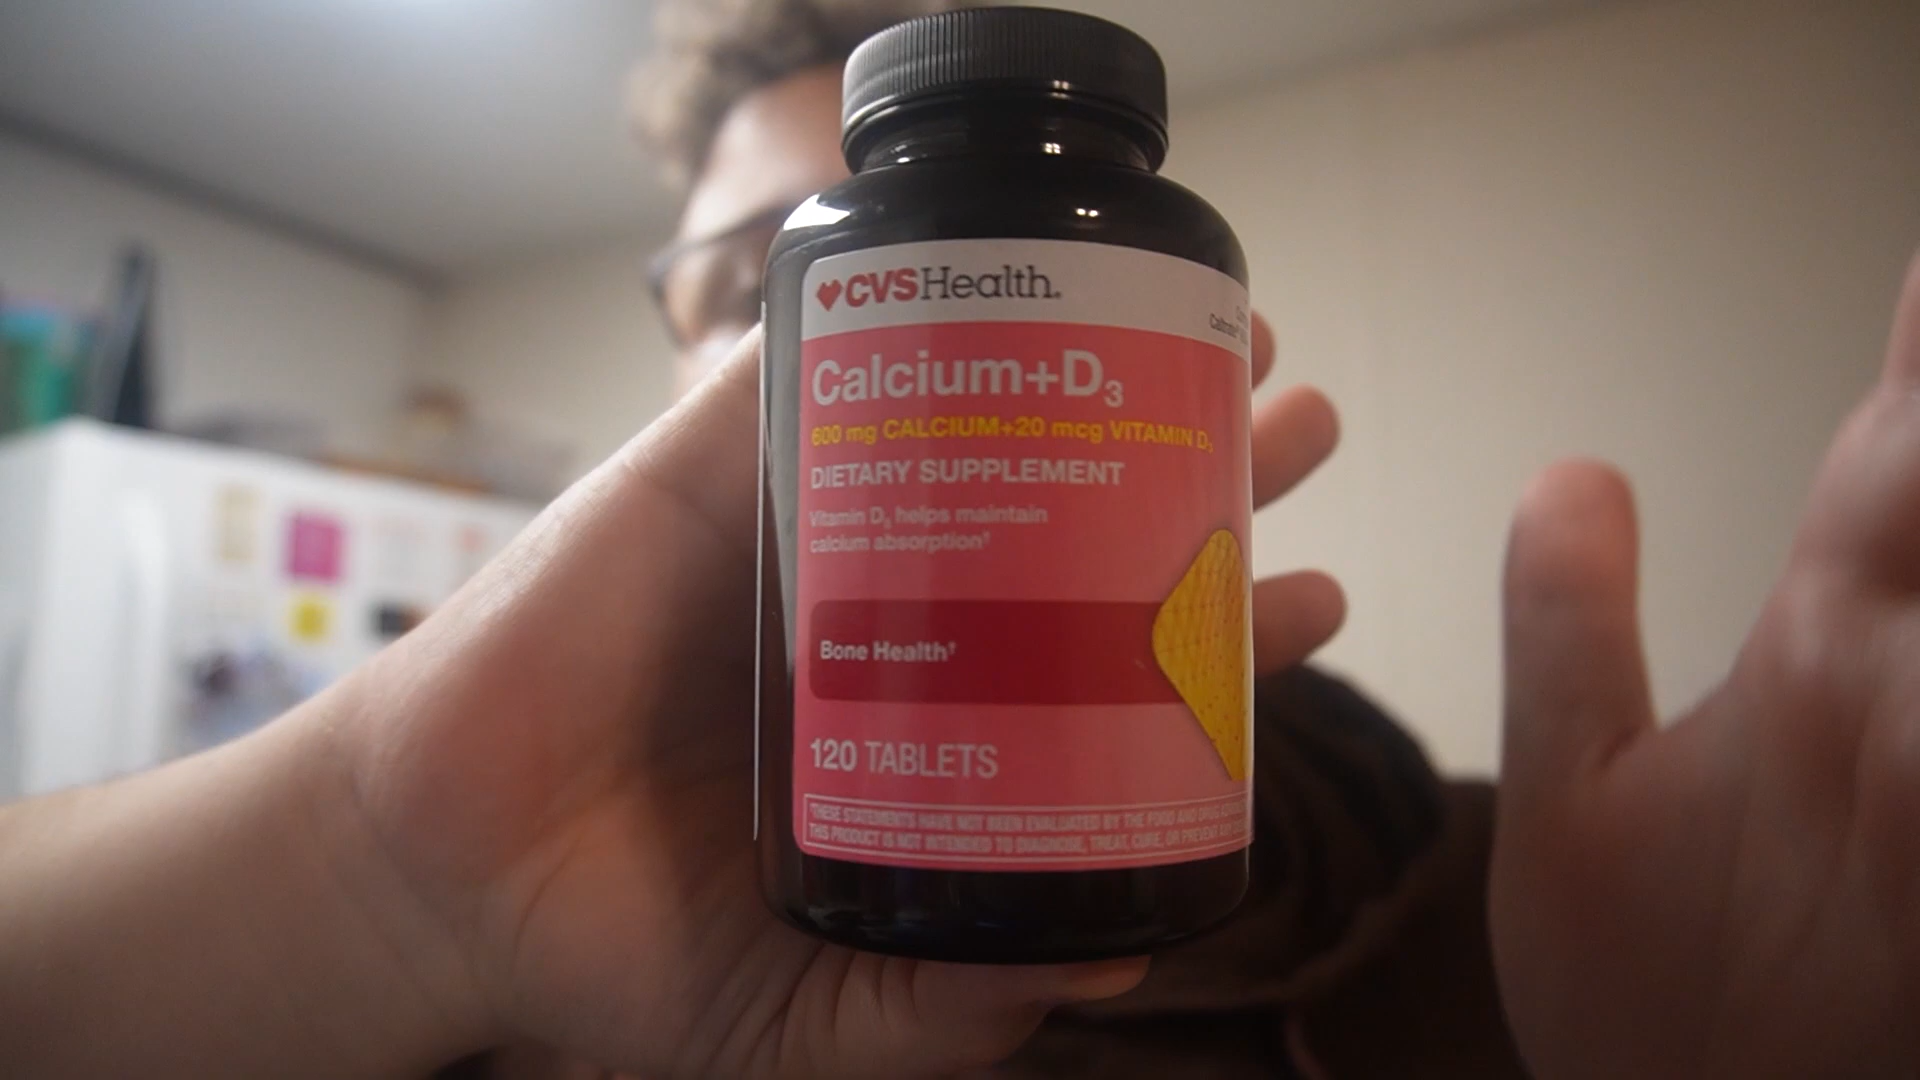 CVSHealth.
Caltrate®
Calcium+D3
600 mg CALCIUM+20 mcg VITAMIN D3
DIETARY SUPPLEMENT
Vitamin D3 helps maintain
calcium absorption†
Bone Health†
120 TABLETS
†THESE STATEMENTS HAVE NOT BEEN EVALUATED BY THE FOOD AND DRUG
THIS PRODUCT IS NOT INTENDED TO DIAGNOSE, TREAT, CURE, OR PREVENT ANY